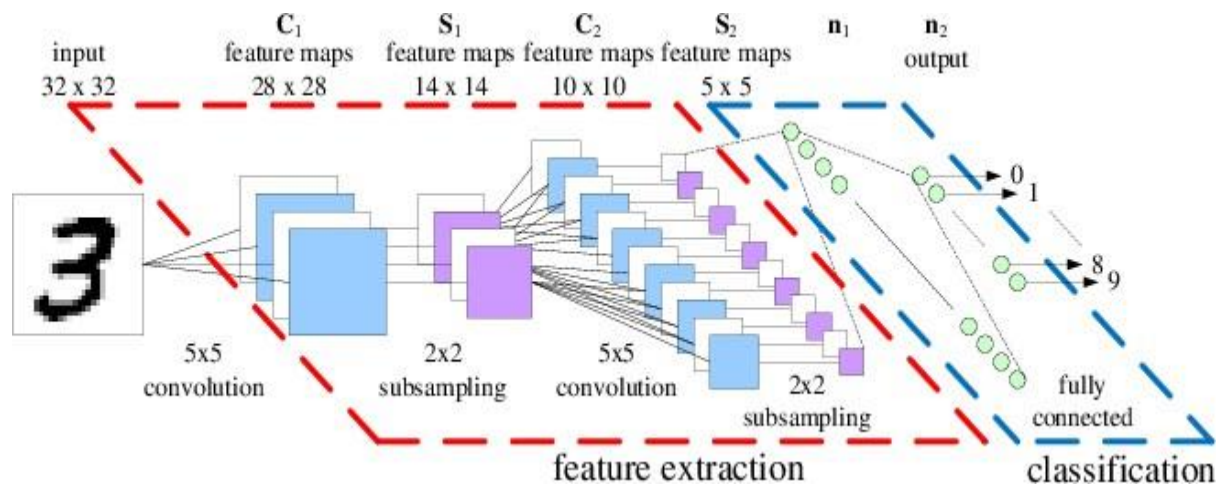 input
32 x 32
C₁
feature maps
28 x 28
S₁
feature maps
14 x 14
C₂
feature maps
10 x 10
S₂
feature maps
5 x 5
n₁
n₂
output
3
0
1
8
9
5x5
convolution
2x2
subsampling
5x5
convolution
2x2
subsampling
fully
connected
feature extraction
classification